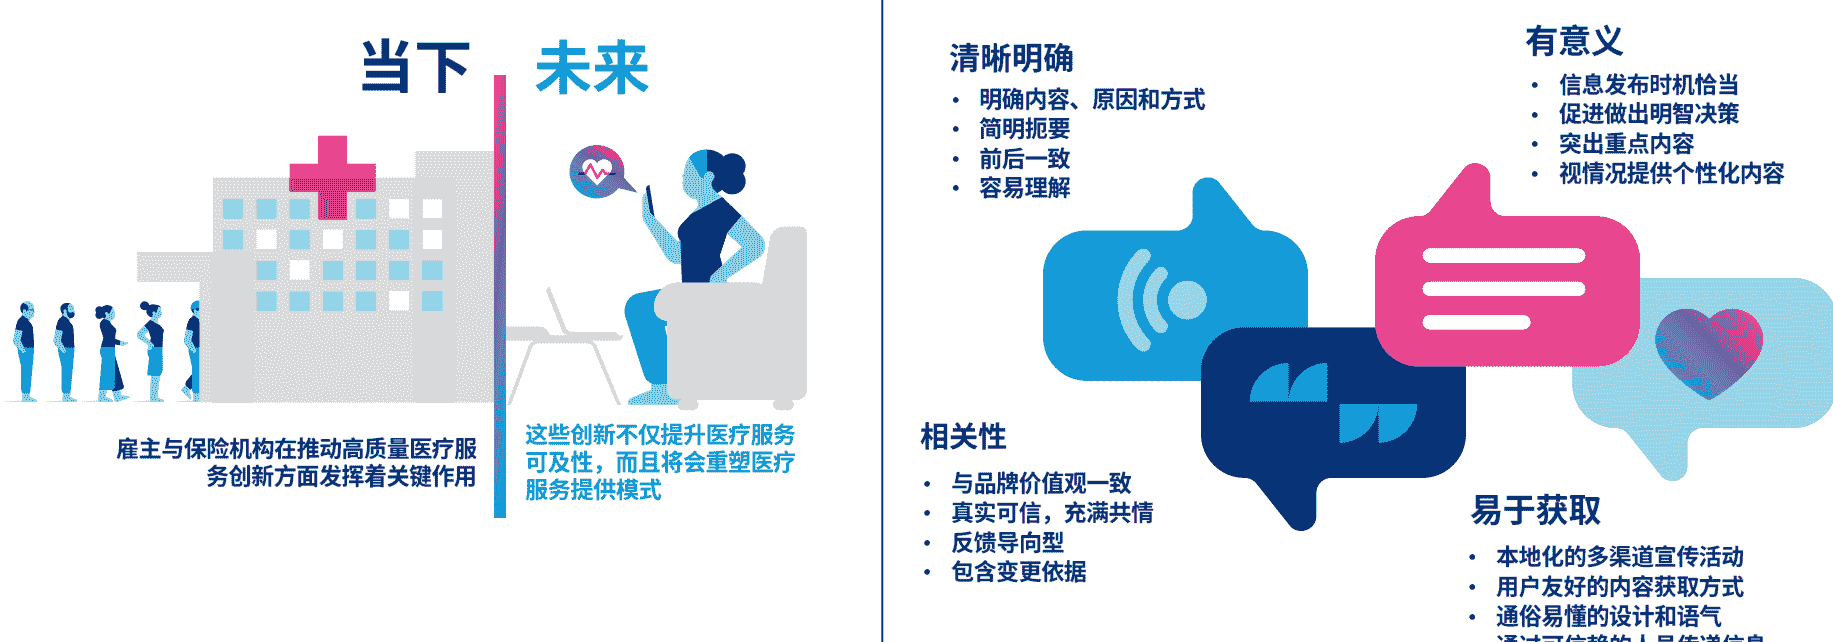 当下 未来
雇主与保险机构在推动高质量医疗服
务创新方面发挥着关键作用
这些创新不仅提升医疗服务
可及性，而且将会重塑医疗
服务提供模式
清晰明确
• 明确内容、原因和方式
• 简明扼要
• 前后一致
• 容易理解
有意义
• 信息发布时机恰当
• 促进做出明智决策
• 突出重点内容
• 视情况提供个性化内容
相关性
• 与品牌价值观一致
• 真实可信，充满共情
• 反馈导向型
• 包含变更依据
易于获取
• 本地化的多渠道宣传活动
• 用户友好的内容获取方式
• 通俗易懂的设计和语气